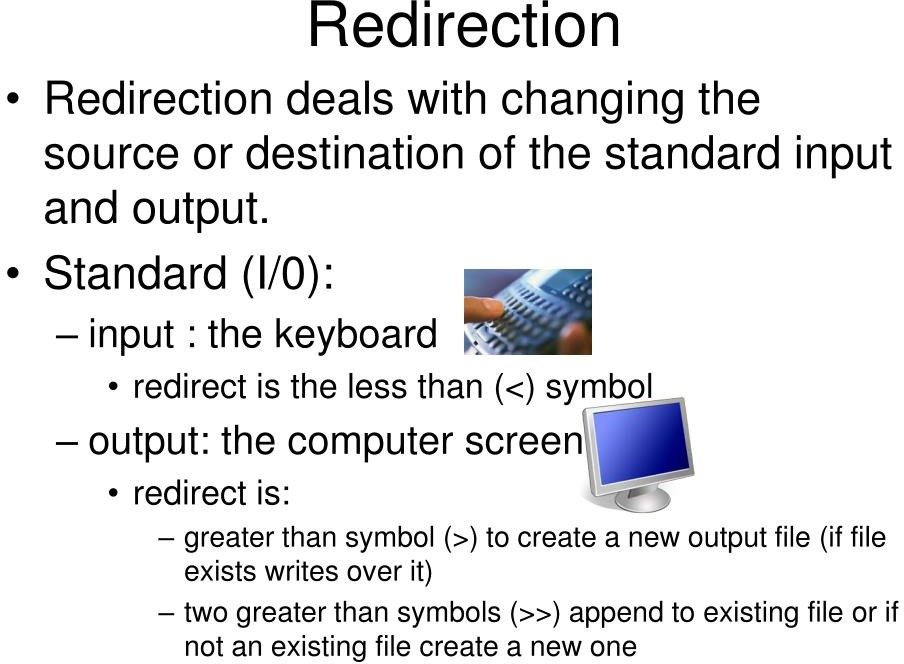 Redirection
• Redirection deals with changing the
source or destination of the standard input
and output.
• Standard (I/0):
– input : the keyboard
• redirect is the less than (<) symbol
– output: the computer screen
• redirect is:
– greater than symbol (>) to create a new output file (if file
exists writes over it)
– two greater than symbols (>>) append to existing file or if
not an existing file create a new one